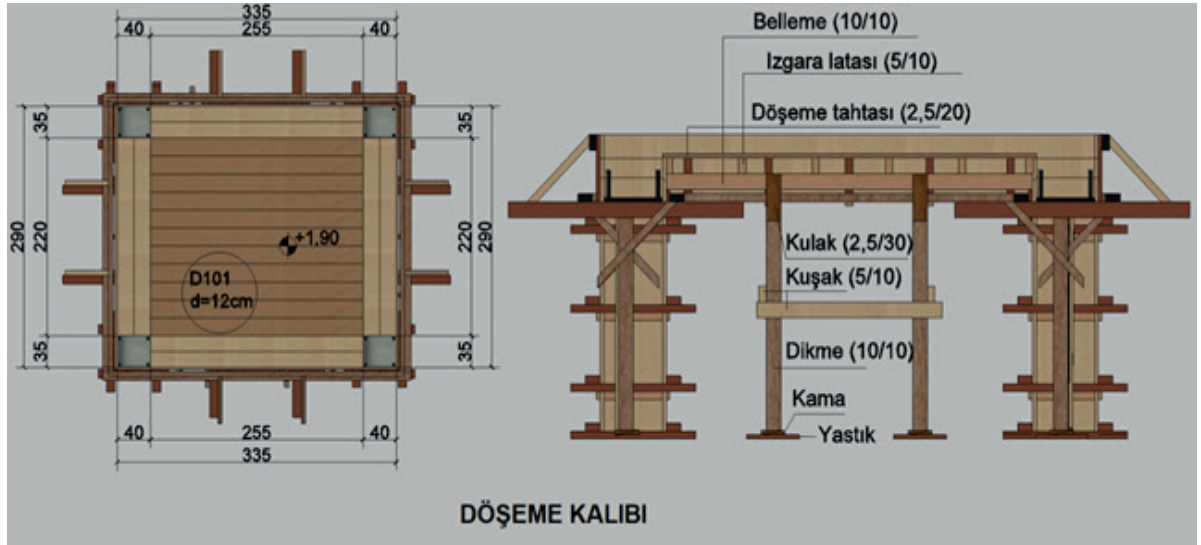 335
40 255 40
35
35
220
290
220
290
+1,90
D101
d=12cm
35
35
40 255 40
335
Belleme (10/10)
Izgara latası (5/10)
Döşeme tahtası (2,5/20)
Kulak (2,5/30)
Kuşak (5/10)
Dikme (10/10)
Kama
Yastık
DÖŞEME KALIBI